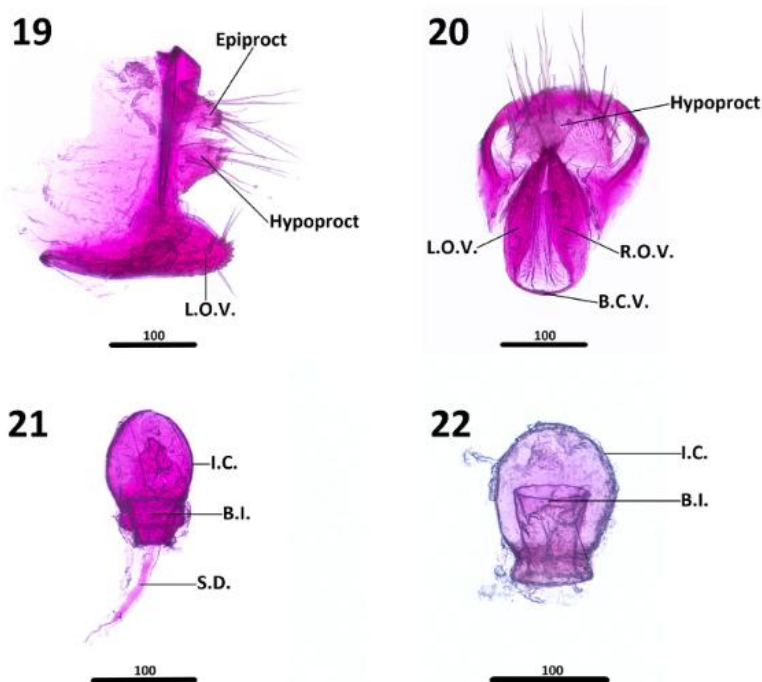 19
Epiproct
Hypoproct
L.O.V.
100
20
Hypoproct
L.O.V.
R.O.V.
B.C.V.
100
21
I.C.
B.I.
S.D.
100
22
I.C.
B.I.
100